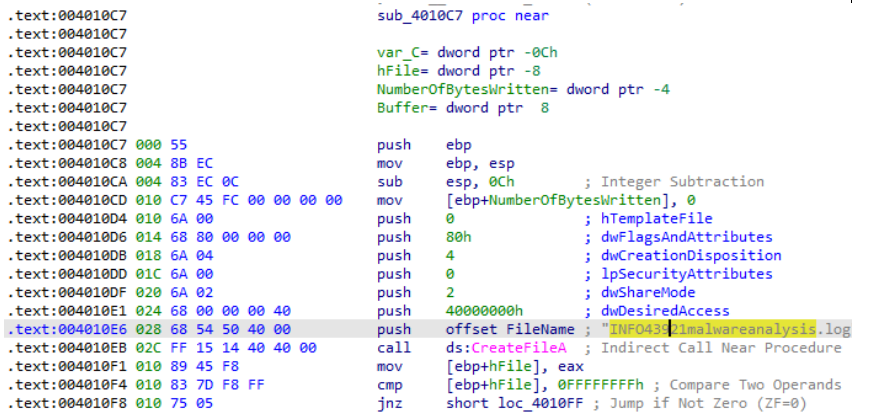 .text:004010C7 sub_4010C7 proc near
.text:004010C7
.text:004010C7 var_C= dword ptr -0Ch
.text:004010C7 hFile= dword ptr -8
.text:004010C7 NumberOfBytesWritten= dword ptr -4
.text:004010C7 Buffer= dword ptr  8
.text:004010C7
.text:004010C7 000 55 push ebp
.text:004010C8 004 8B EC mov ebp, esp
.text:004010CA 004 83 EC 0C sub esp, 0Ch ; Integer Subtraction
.text:004010CD 010 C7 45 FC 00 00 00 00 mov [ebp+NumberOfBytesWritten], 0
.text:004010D4 010 6A 00 push 0 ; hTemplateFile
.text:004010D6 014 68 80 00 00 00 push 80h ; dwFlagsAndAttributes
.text:004010DB 018 6A 04 push 4 ; dwCreationDisposition
.text:004010DD 01C 6A 00 push 0 ; lpSecurityAttributes
.text:004010DF 020 6A 02 push 2 ; dwShareMode
.text:004010E1 024 68 00 00 00 40 push 40000000h ; dwDesiredAccess
.text:004010E6 028 68 54 50 40 00 push offset FileName ; "INFO43921malwareanalysis.log
.text:004010EB 02C FF 15 14 40 40 00 call ds:CreateFileA ; Indirect Call Near Procedure
.text:004010F1 010 89 45 F8 mov [ebp+hFile], eax
.text:004010F4 010 83 7D F8 FF cmp [ebp+hFile], 0FFFFFFFFh ; Compare Two Operands
.text:004010F8 010 75 05 jnz short loc_4010FF ; Jump if Not Zero (ZF=0)